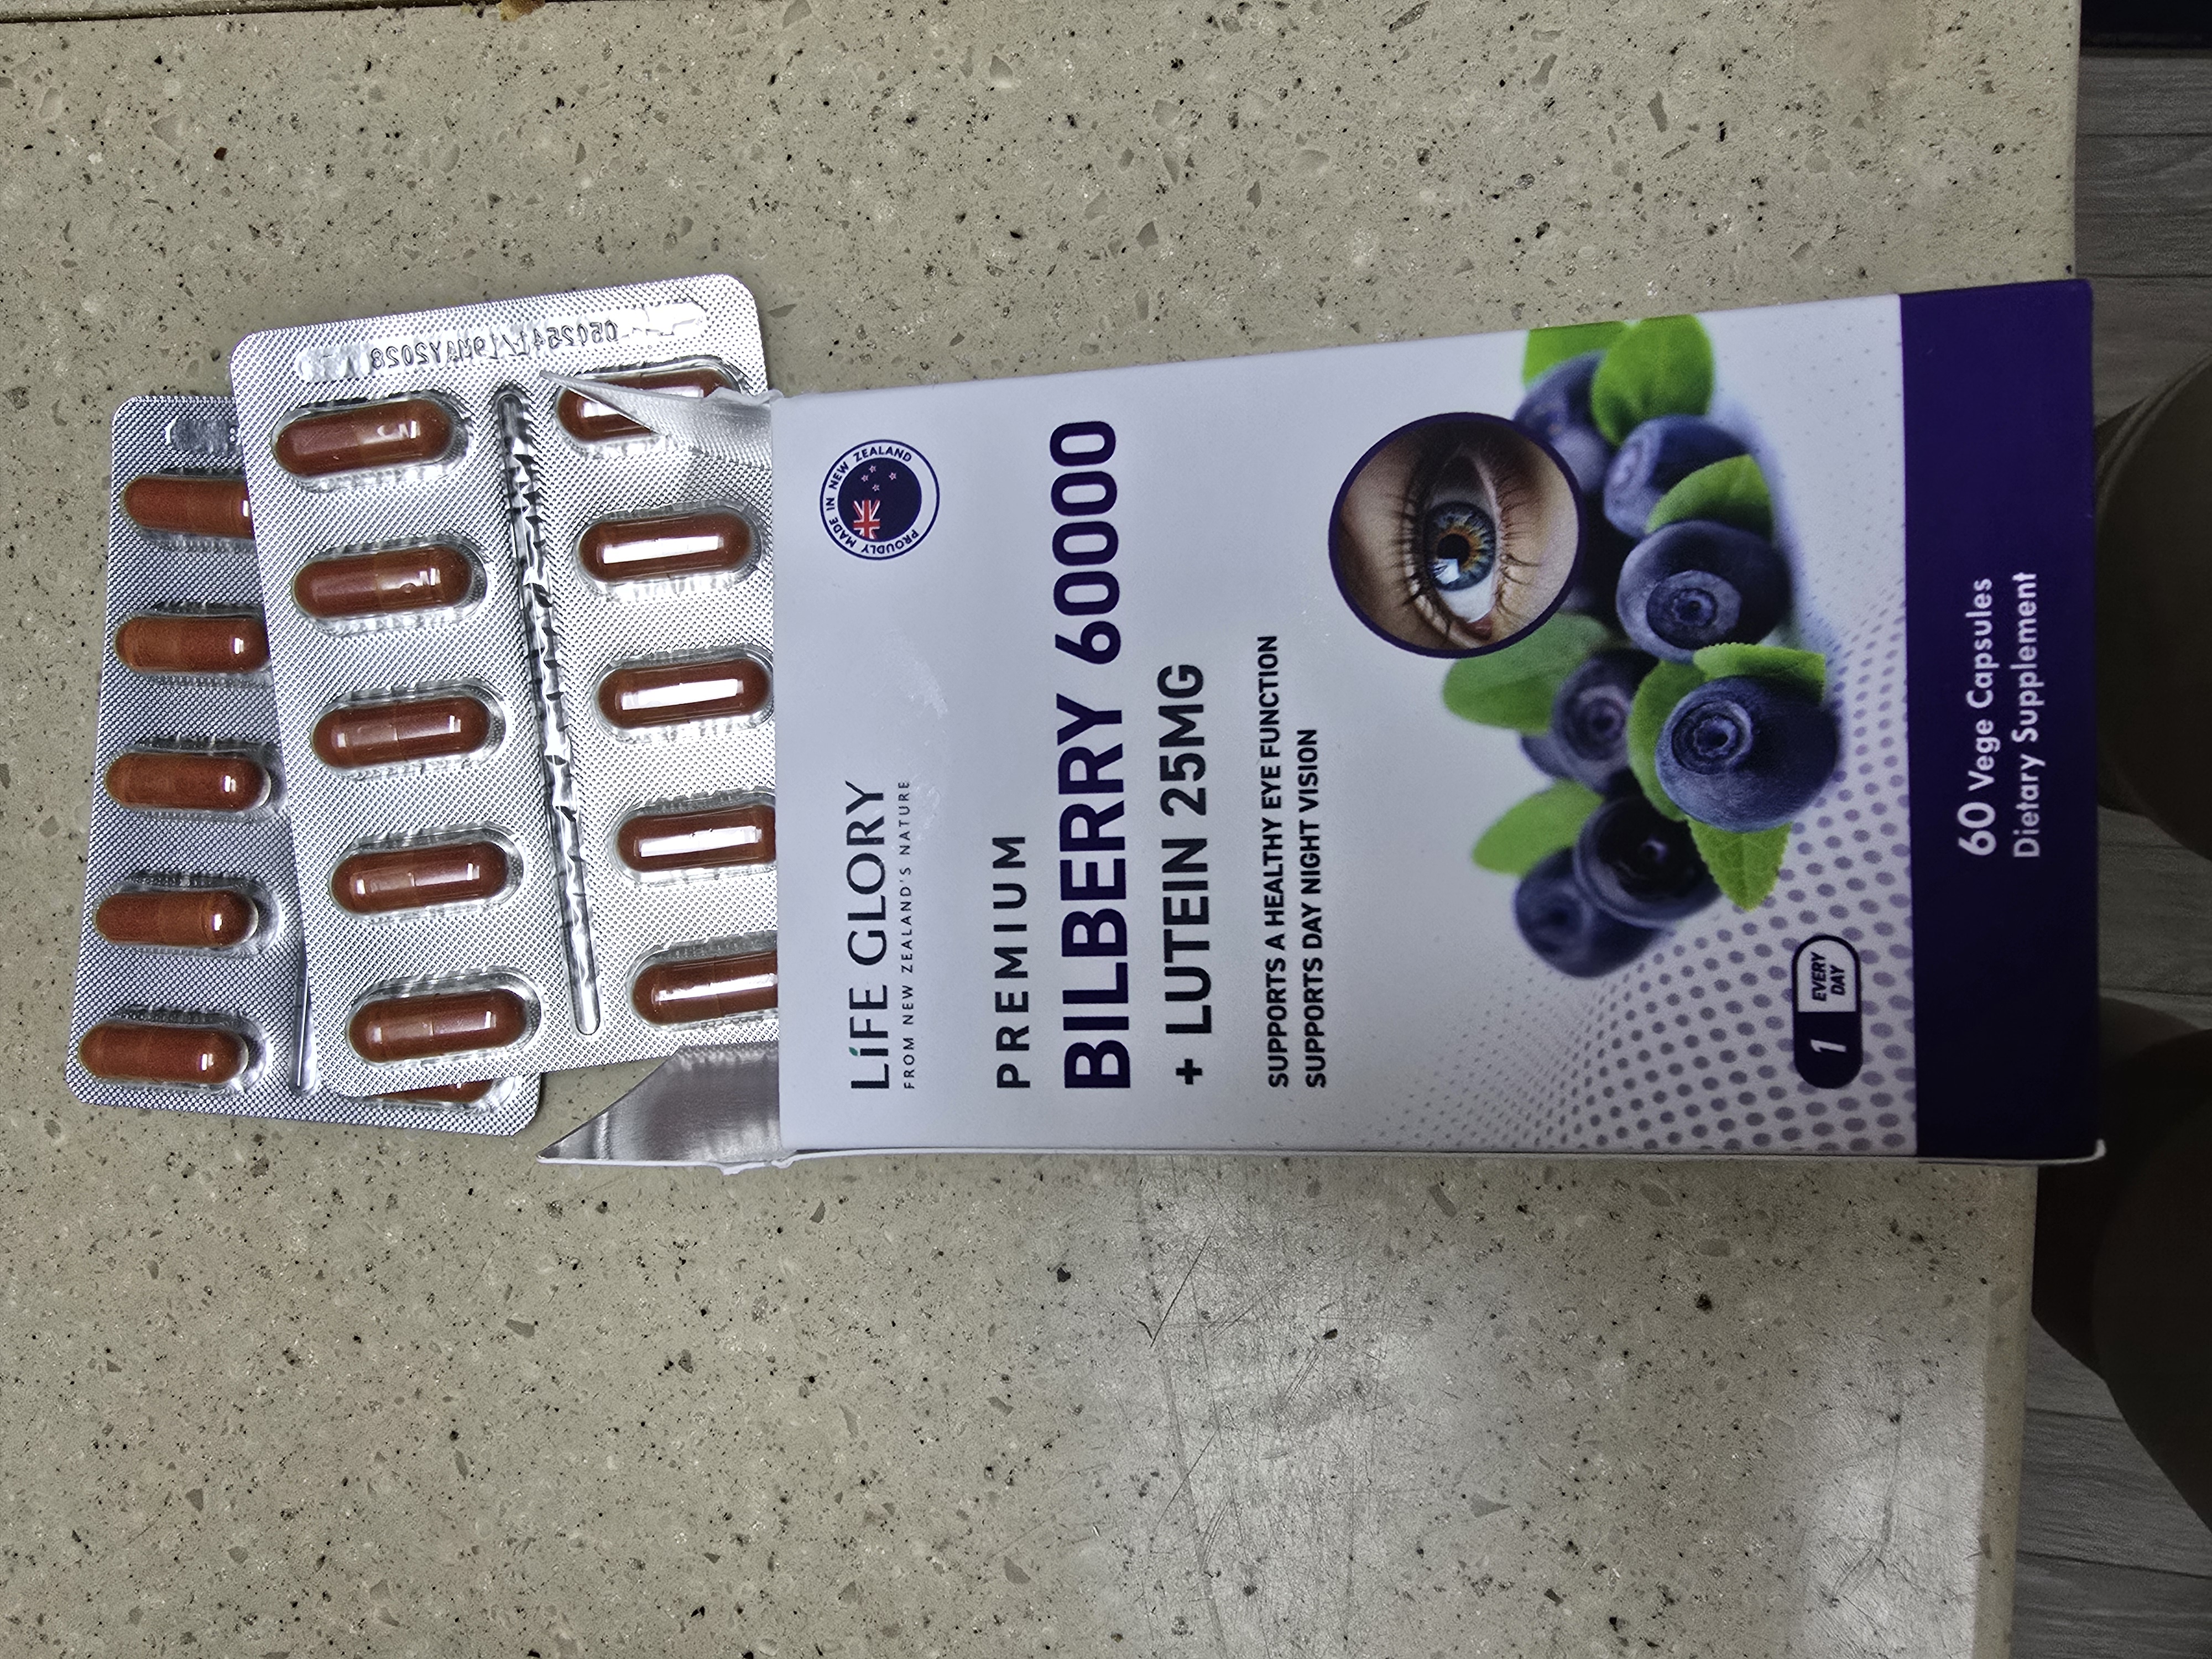 LiFE GLORY
FROM NEW ZEALAND'S NATURE
PROUDLY MADE IN NEW ZEALAND
PREMIUM
BILBERRY 60000
+ LUTEIN 25MG
SUPPORTS A HEALTHY EYE FUNCTION
SUPPORTS DAY NIGHT VISION
1 EVERY
DAY
60 Vege Capsules
Dietary Supplement